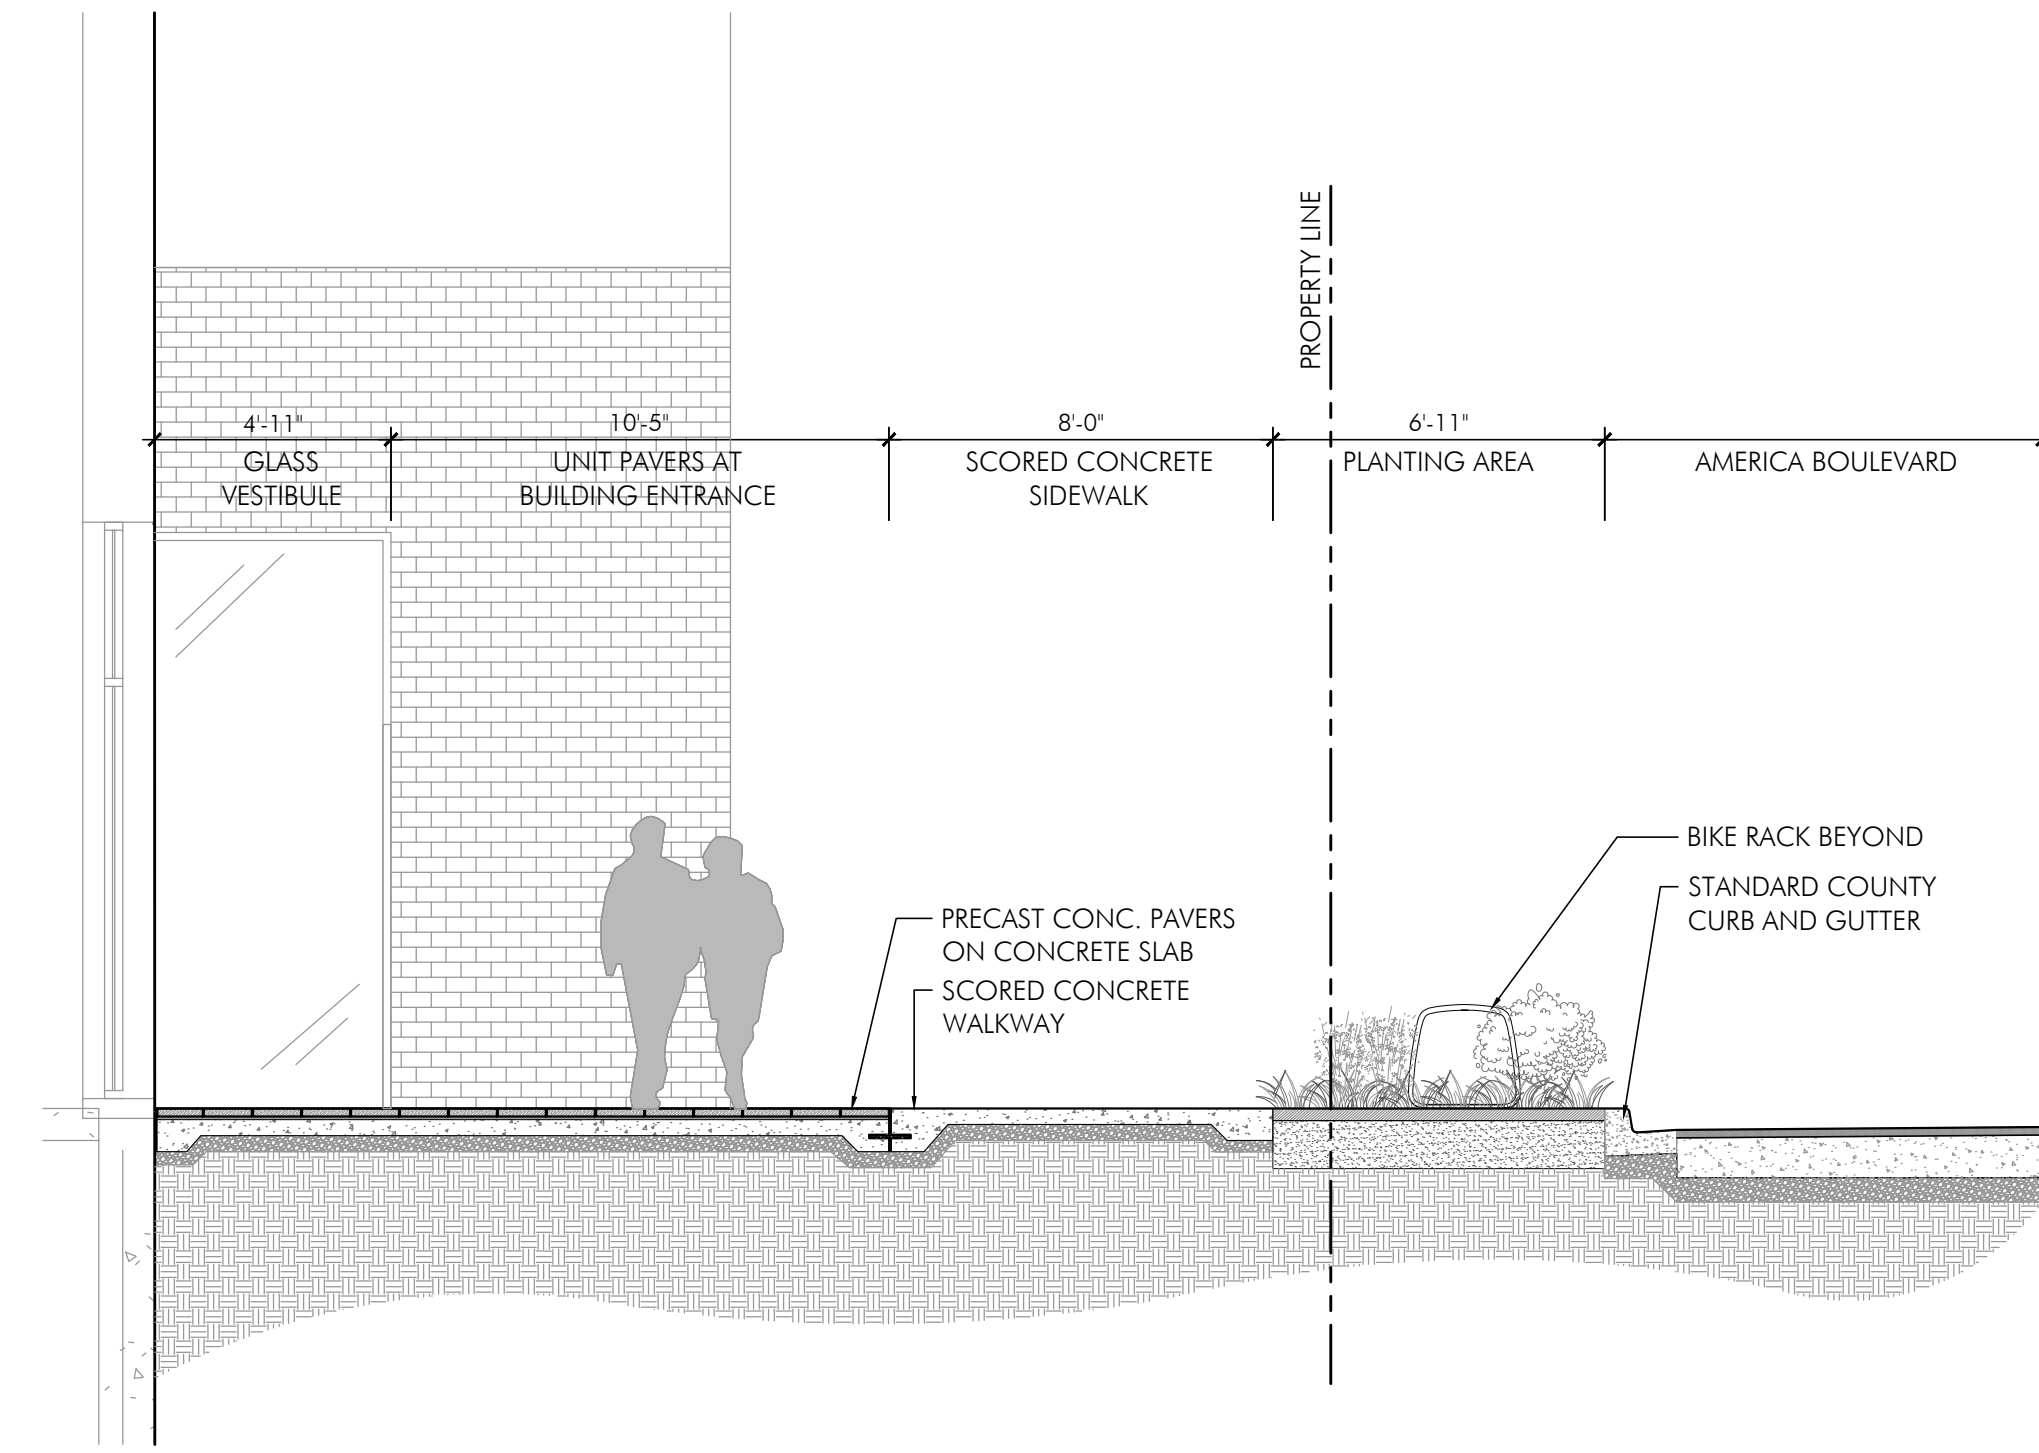 PROPERTY LINE
4'-11"
10'-5"
8'-0"
6'-11"
GLASS
VESTIBULE
UNIT PAVERS AT
BUILDING ENTRANCE
SCORED CONCRETE
SIDEWALK
PLANTING AREA
AMERICA BOULEVARD
BIKE RACK BEYOND
STANDARD COUNTY
CURB AND GUTTER
PRECAST CONC. PAVERS
ON CONCRETE SLAB
SCORED CONCRETE
WALKWAY